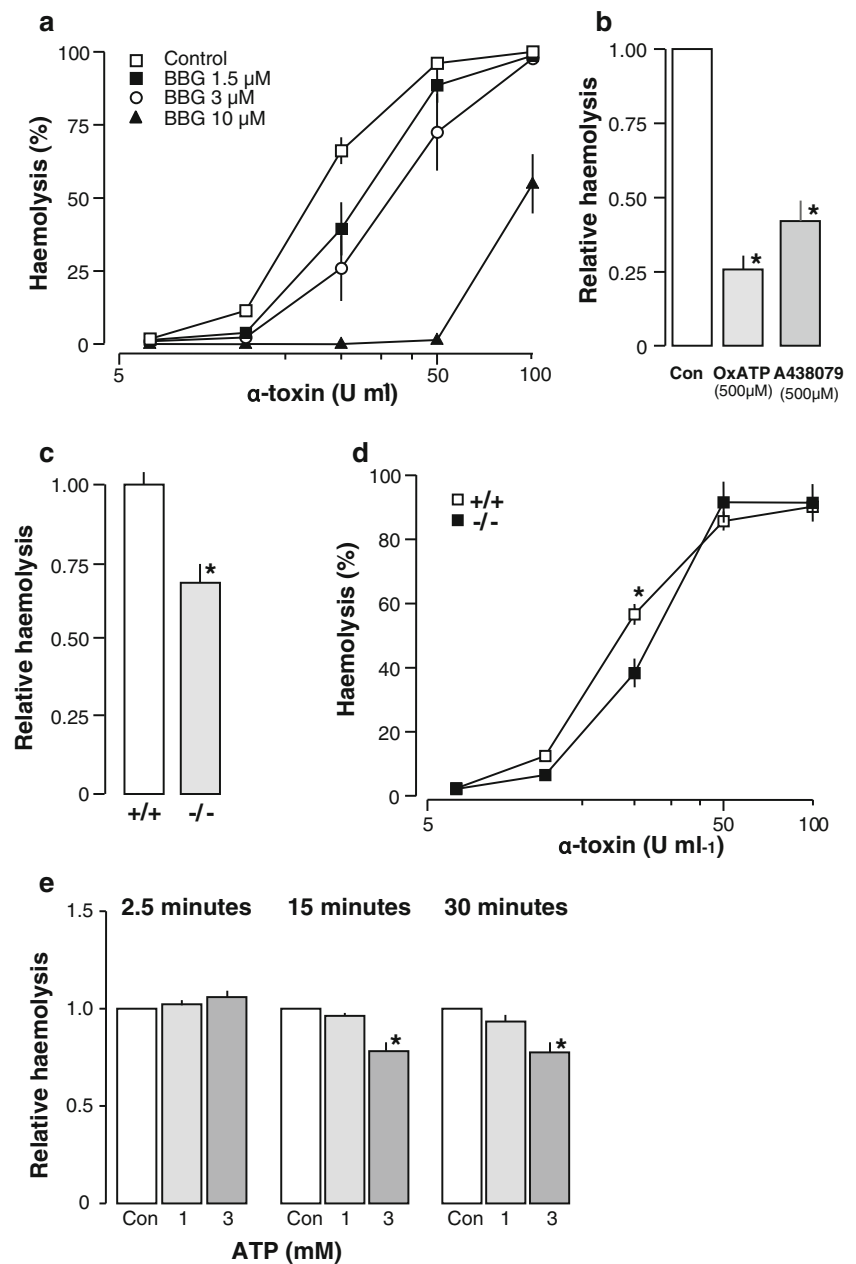 a
Haemolysis (%)
100
75
50
25
0
Control
BBG 1.5 µM
BBG 3 µM
BBG 10 µM
5 50 100
α-toxin (U ml
b
Relative haemolysis
1.00
0.75
0.50
0.25
0
*
*
Con OxATP A438079
(500µM) (500µM)
c
Relative haemolysis
1.00
0.75
0.50
0.25
0
*
+/+ -/-
d
Haemolysis (%)
100
80
60
40
20
0
+/+
-/-
*
5 50 100
α-toxin (U ml-1)
e
Relative haemolysis
1.5
1.0
0.5
0
2.5 minutes 15 minutes 30 minutes
* *
Con 1 3 Con 1 3 Con 1 3
ATP (mM)